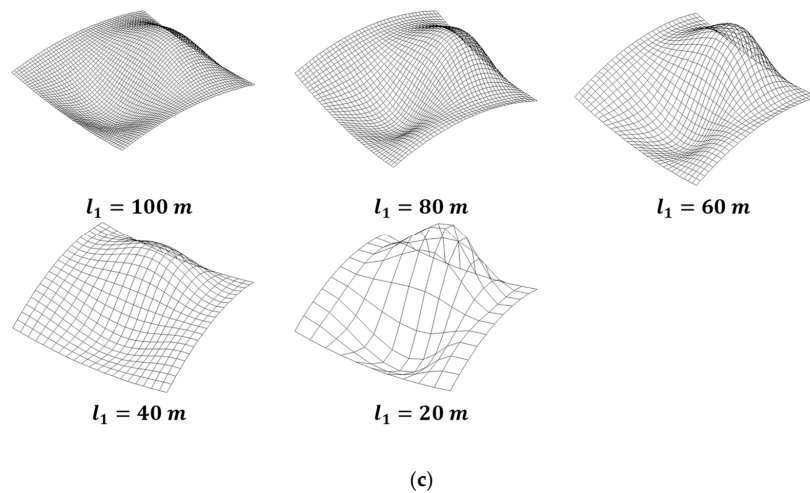 l₁ = 100 m
l₁ = 80 m
l₁ = 60 m
l₁ = 40 m
l₁ = 20 m
(c)